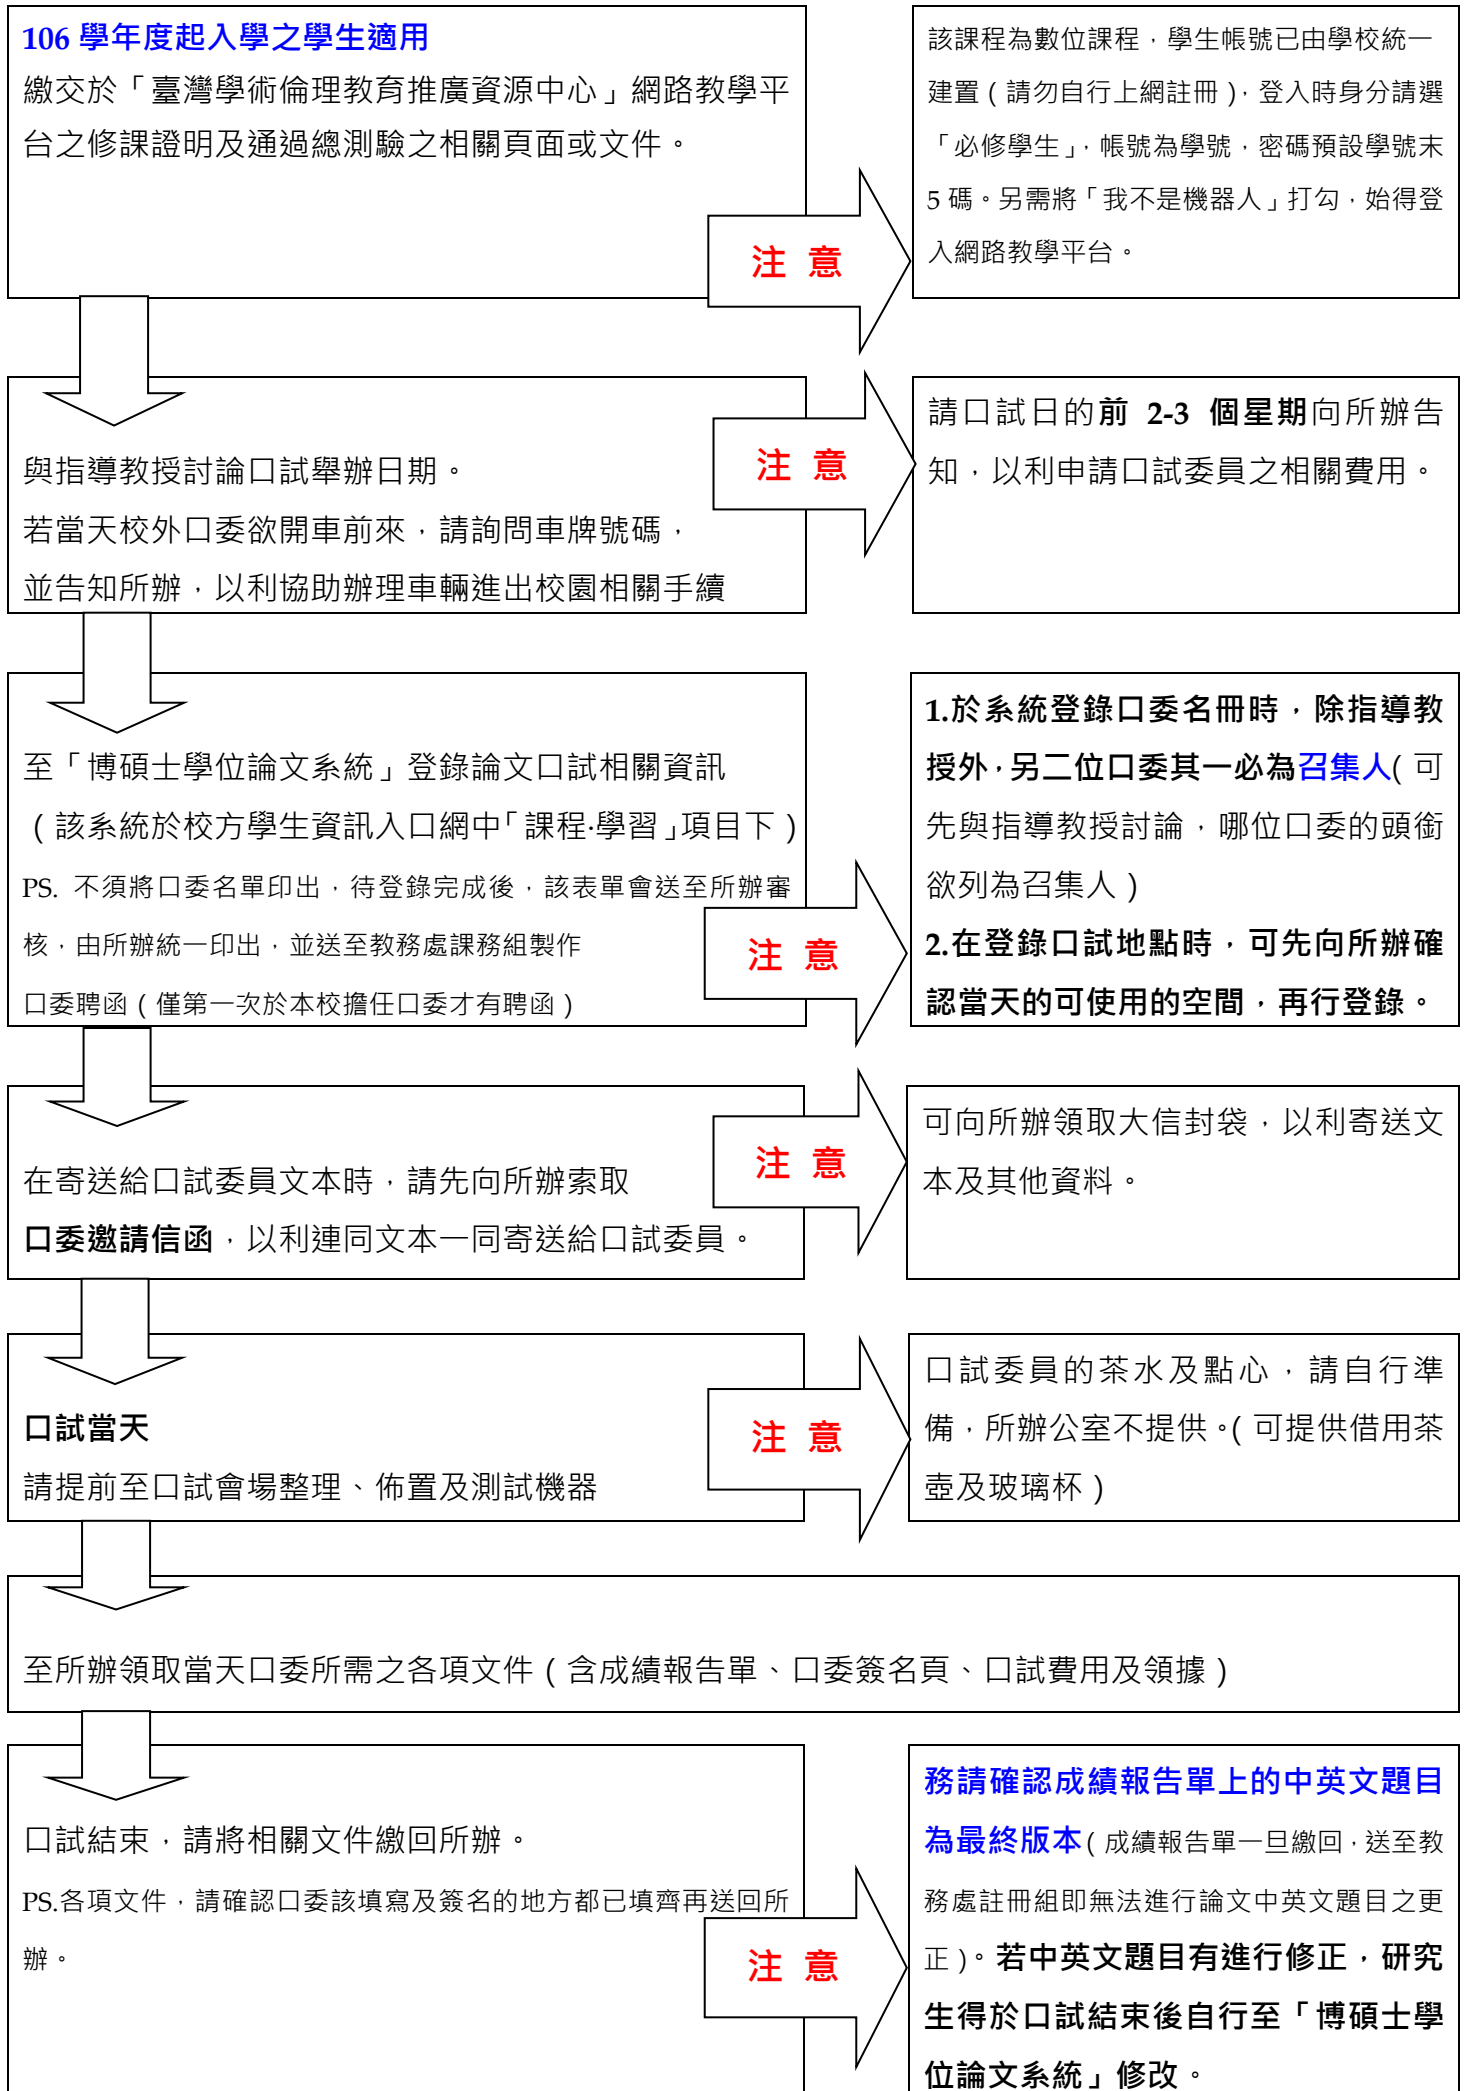 106 學年度起入學之學生適用
繳交於「臺灣學術倫理教育推廣資源中心」網路教學平
台之修課證明及通過總測驗之相關頁面或文件。
注 意
該課程為數位課程，學生帳號已由學校統一
建置（請勿自行上網註冊），登入時身分請選
「必修學生」，帳號為學號，密碼預設學號末
5 碼。另需將「我不是機器人」打勾，始得登
入網路教學平台。
與指導教授討論口試舉辦日期。
若當天校外口委欲開車前來，請詢問車牌號碼，
並告知所辦，以利協助辦理車輛進出校園相關手續
注 意
請口試日的前 2-3 個星期向所辦告
知，以利申請口試委員之相關費用。
至「博碩士學位論文系統」登錄論文口試相關資訊
（該系統於校方學生資訊入口網中「課程‧學習」項目下）
PS. 不須將口委名單印出，待登錄完成後，該表單會送至所辦審
核，由所辦統一印出，並送至教務處課務組製作
口委聘函（僅第一次於本校擔任口委才有聘函）
注 意
1.於系統登錄口委名冊時，除指導教
授外，另二位口委其一必為召集人（可
先與指導教授討論，哪位口委的頭銜
欲列為召集人）
2.在登錄口試地點時，可先向所辦確
認當天的可使用的空間，再行登錄。
在寄送給口試委員文本時，請先向所辦索取
口委邀請信函，以利連同文本一同寄送給口試委員。
注 意
可向所辦領取大信封袋，以利寄送文
本及其他資料。
口試當天
請提前至口試會場整理、佈置及測試機器
注 意
口試委員的茶水及點心，請自行準
備，所辦公室不提供。（可提供借用茶
壺及玻璃杯）
至所辦領取當天口委所需之各項文件（含成績報告單、口委簽名頁、口試費用及領據）
口試結束，請將相關文件繳回所辦。
PS.各項文件，請確認口委該填寫及簽名的地方都已填齊再送回所
辦。
注 意
務請確認成績報告單上的中英文題目
為最終版本（成績報告單一旦繳回，送至教
務處註冊組即無法進行論文中英文題目之更
正）。若中英文題目有進行修正，研究
生得於口試結束後自行至「博碩士學
位論文系統」修改。